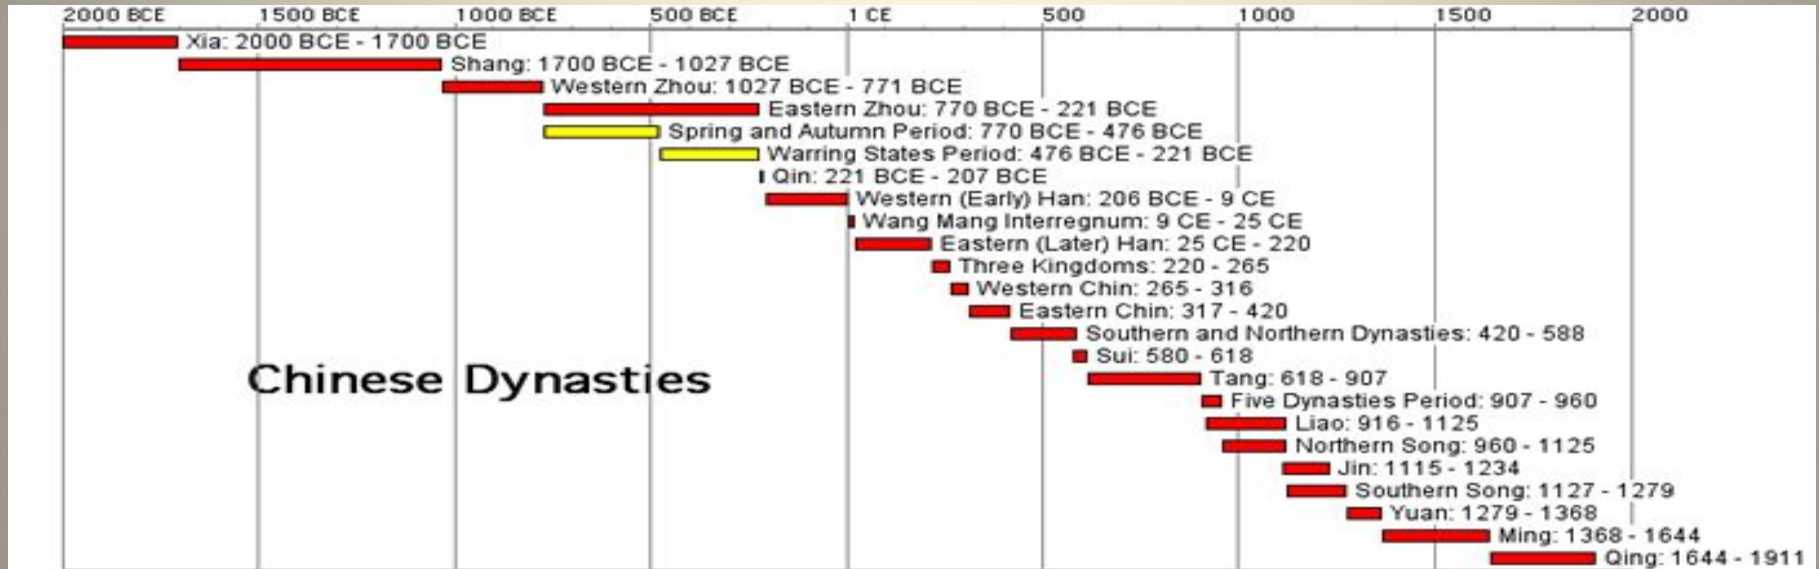 2000 BCE 1500 BCE 1000 BCE 500 BCE 1 CE 500 1000 1500 2000
Xia: 2000 BCE - 1700 BCE
Shang: 1700 BCE - 1027 BCE
Western Zhou: 1027 BCE - 771 BCE
Eastern Zhou: 770 BCE - 221 BCE
Spring and Autumn Period: 770 BCE - 476 BCE
Warring States Period: 476 BCE - 221 BCE
Qin: 221 BCE - 207 BCE
Western (Early) Han: 206 BCE - 9 CE
Wang Mang Interregnum: 9 CE - 25 CE
Eastern (Later) Han: 25 CE - 220
Three Kingdoms: 220 - 265
Western Chin: 265 - 316
Eastern Chin: 317 - 420
Southern and Northern Dynasties: 420 - 588
Sui: 580 - 618
Chinese Dynasties
Tang: 618 - 907
Five Dynasties Period: 907 - 960
Liao: 916 - 1125
Northern Song: 960 - 1125
Jin: 1115 - 1234
Southern Song: 1127 - 1279
Yuan: 1279 - 1368
Ming: 1368 - 1644
Qing: 1644 - 1911